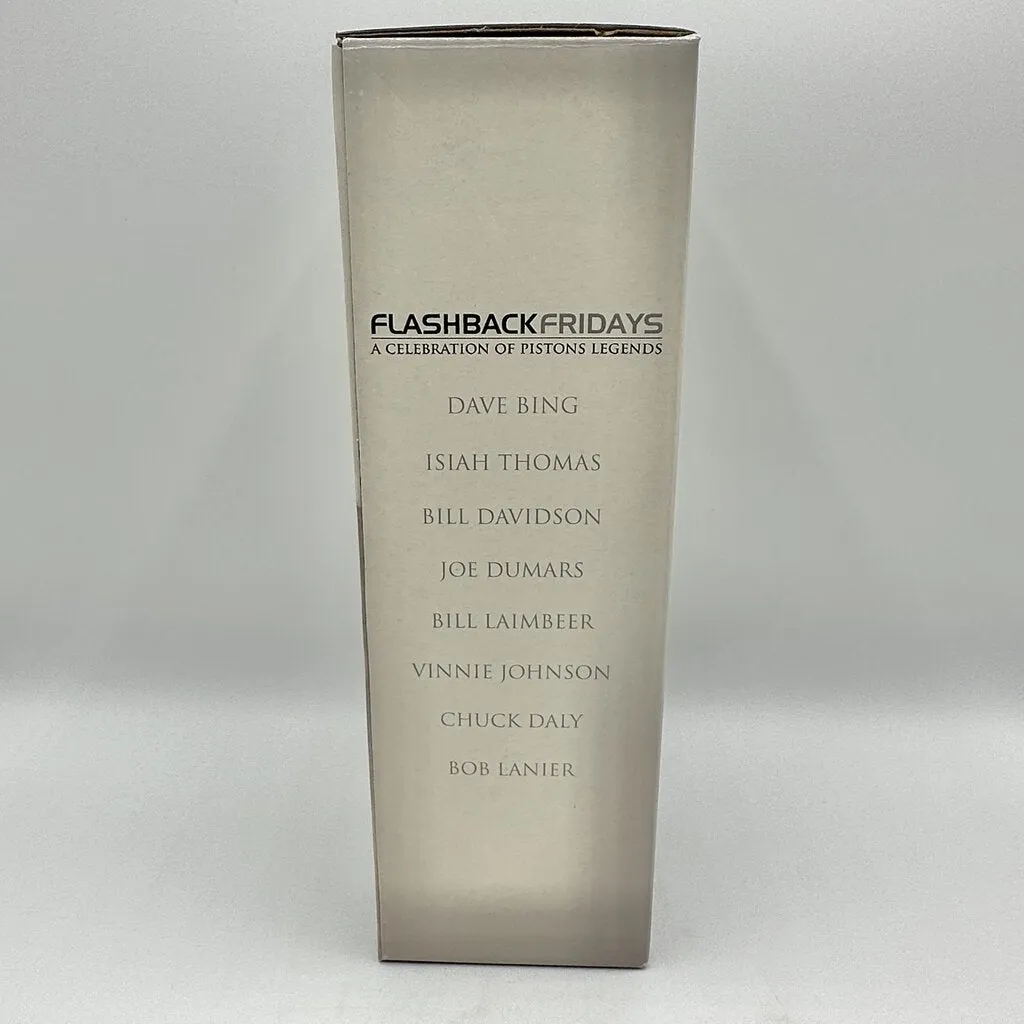 FLASHBACKFRIDAYS
A CELEBRATION OF PISTONS LEGENDS
DAVE BING
ISIAH THOMAS
BILL DAVIDSON
JOE DUMARS
BILL LAIMBEER
VINNIE JOHNSON
CHUCK DALY
BOB LANIER